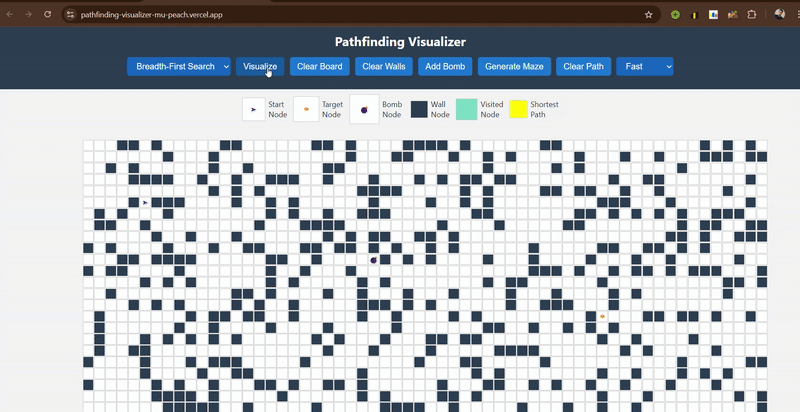 pathfinding-visualizer-mu-peach.vercel.app
Pathfinding Visualizer
Breadth-First Search Visualize Clear Board Clear Walls Add Bomb Generate Maze Clear Path Fast
Start Node
Target Node
Bomb Node
Wall Node
Visited Node
Shortest Path